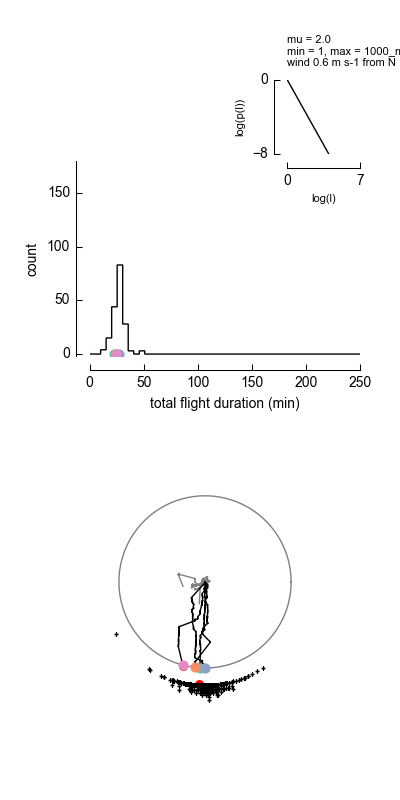 mu = 2.0
min = 1, max = 1000_m
wind 0.6 m s-1 from N
0
log(p(l))
−8
0
7
log(l)
150
100
count
50
0
0
50
100
150
200
250
total flight duration (min)